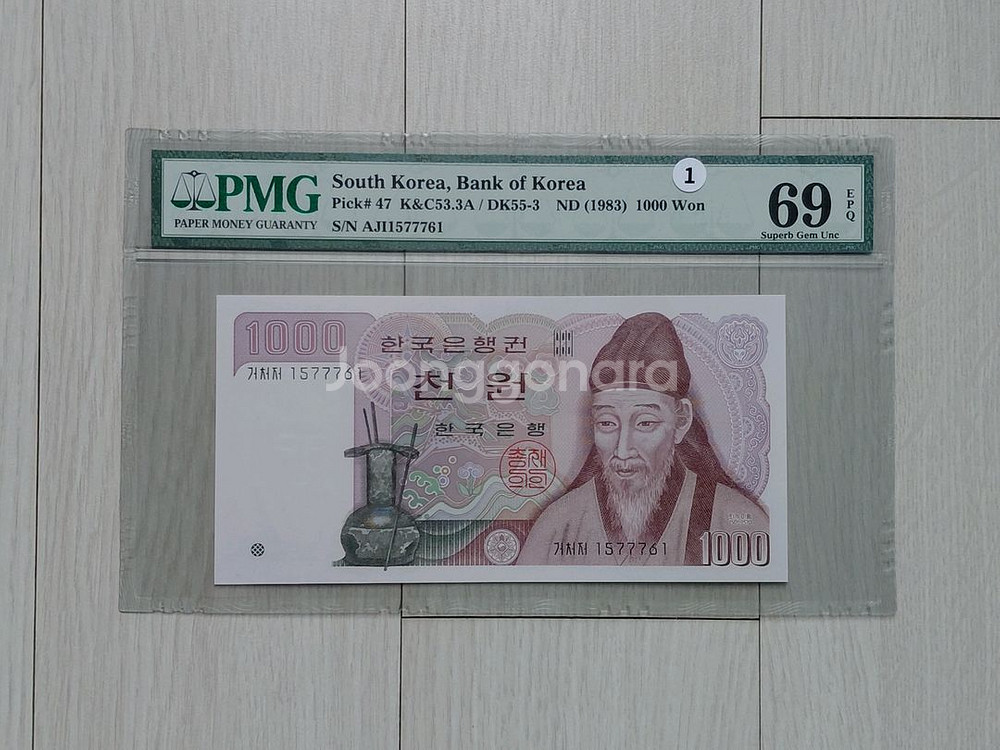 PMG
PAPER MONEY GUARANTY
South Korea, Bank of Korea
Pick# 47 K&C53.3A / DK55-3 ND (1983) 1000 Won
S/N AJI1577761
1
69
EPQ
Superb Gem Unc
1000
한국은행권
가차차 1577761
Joonggonara
천원
한국은행
총재의인
가차차 1577761
1000